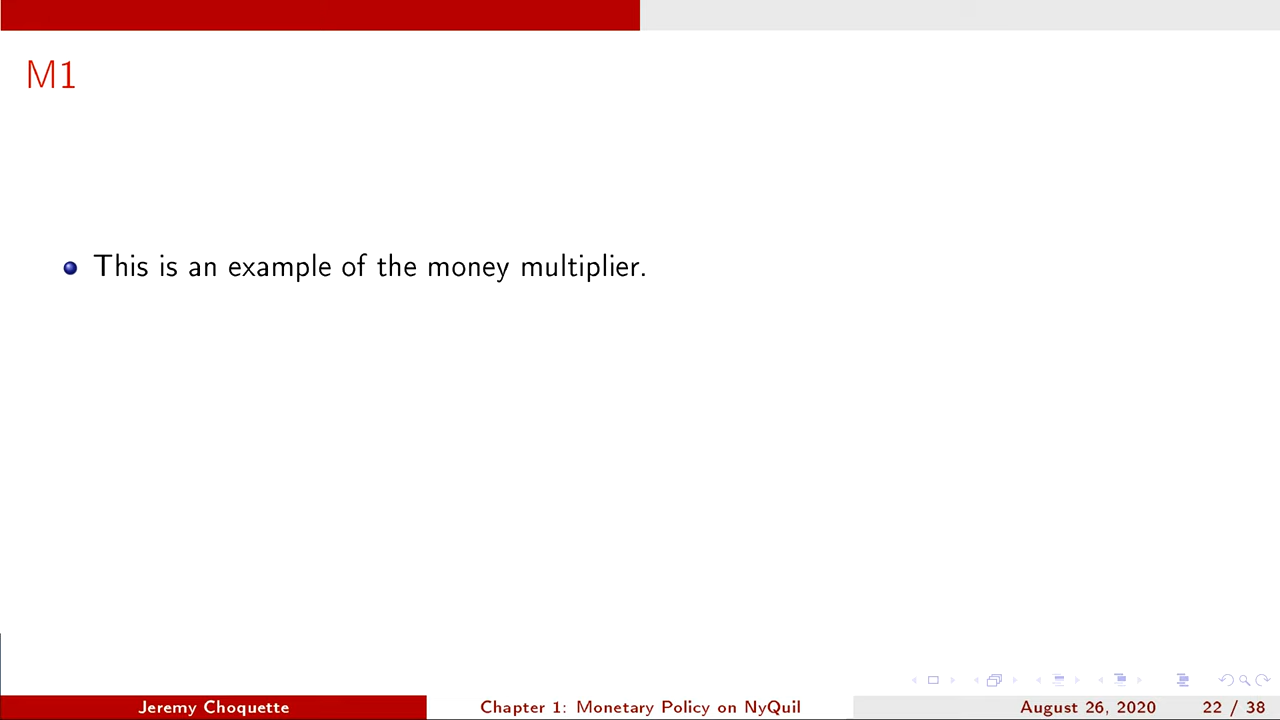 M1
This is an example of the money multiplier.
Jeremy Choquette
Chapter 1: Monetary Policy on NyQuil
August 26, 2020
22 / 38